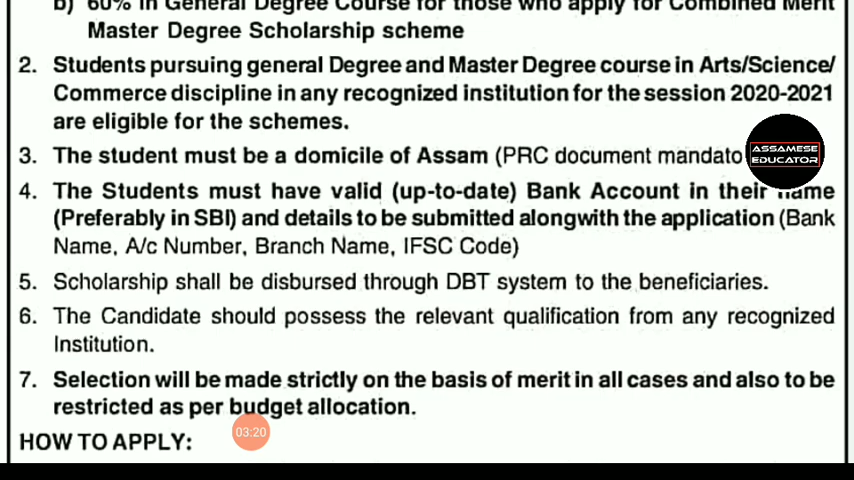 b) 60% in General Degree Course for those who apply for Combined Merit
Master Degree Scholarship scheme
2. Students pursuing general Degree and Master Degree course in Arts/Science/
Commerce discipline in any recognized institution for the session 2020-2021
are eligible for the schemes.
3. The student must be a domicile of Assam (PRC document mandato
ASSAMESE
EDUCATOR
4. The Students must have valid (up-to-date) Bank Account in their name
(Preferably in SBI) and details to be submitted alongwith the application (Bank
Name, A/c Number, Branch Name, IFSC Code)
5. Scholarship shall be disbursed through DBT system to the beneficiaries.
6. The Candidate should possess the relevant qualification from any recognized
Institution.
7. Selection will be made strictly on the basis of merit in all cases and also to be
restricted as per budget allocation.
03:20
HOW TO APPLY: